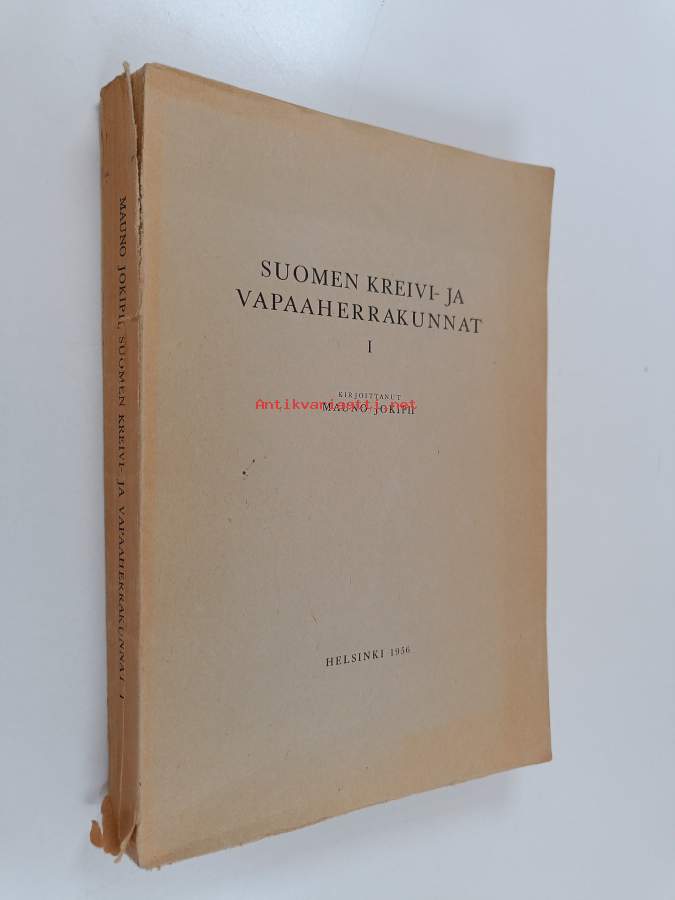 SUOMEN KREIVI- JA
VAPAAHERRAKUNNAT
I
KIRJOITTANUT
Antikvariaatti.net
MAUNO JOKIPII
HELSINKI 1956
MAUNO JOKIPII, SUOMEN KREIVI- JA VAPAAHERRAKUNNAT I